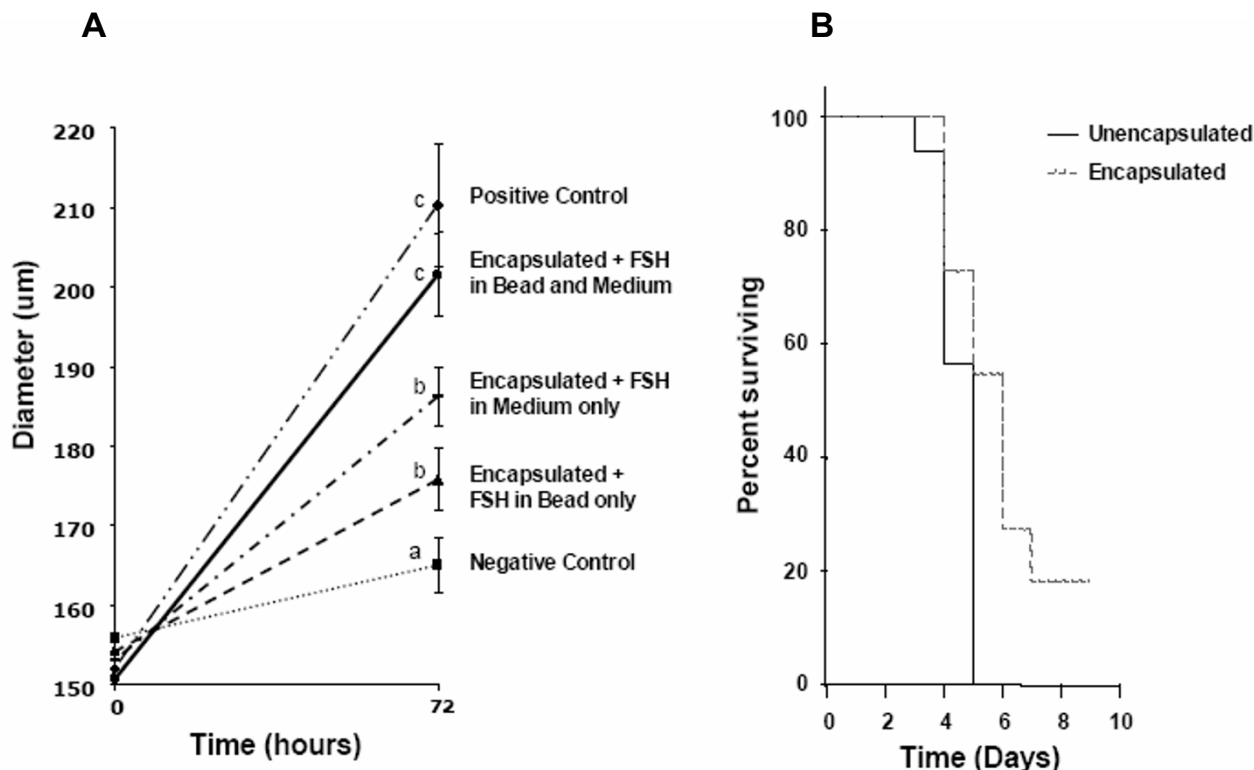 A
220
210
200
190
180
170
160
150
Diameter (um)
0
72
Time (hours)
c
c
b
b
a
Positive Control
Encapsulated + FSH
in Bead and Medium
Encapsulated + FSH
in Medium only
Encapsulated +
FSH in Bead only
Negative Control
B
100
80
60
40
20
0
Percent surviving
0 2 4 6 8 10
Time (Days)
Unencapsulated
Encapsulated